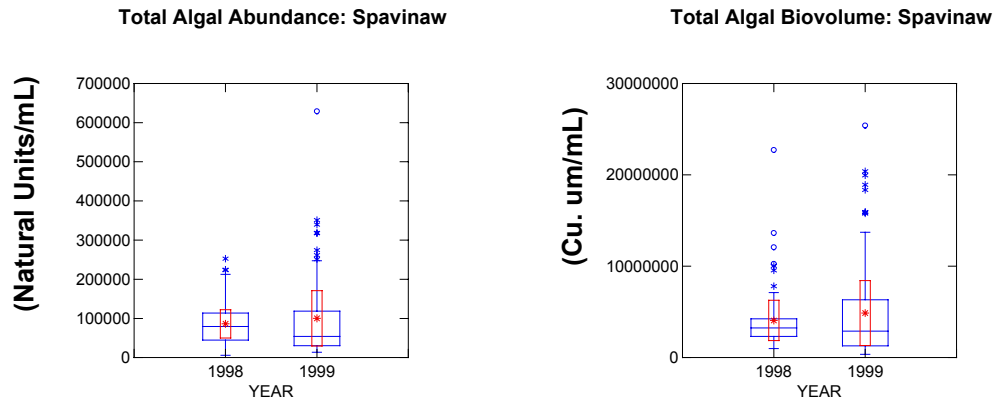 Total Algal Abundance: Spavinaw
(Natural Units/mL)
700000
600000
500000
400000
300000
200000
100000
0
1998 1999
YEAR
Total Algal Biovolume: Spavinaw
(Cu. um/mL)
30000000
20000000
10000000
0
1998 1999
YEAR